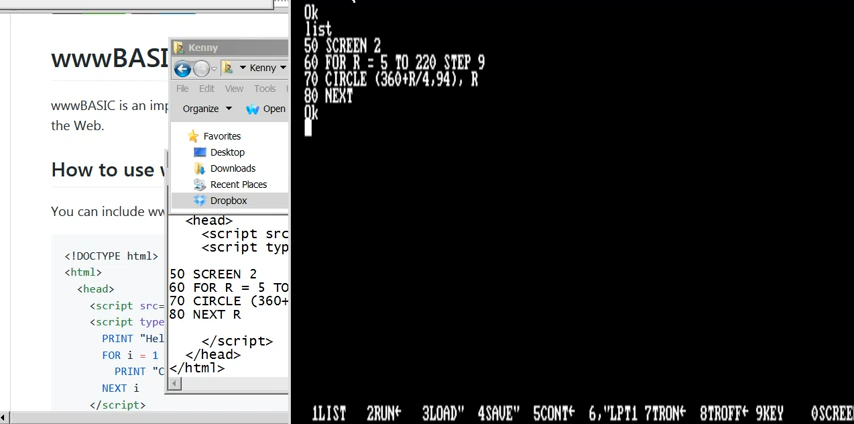 wwwBASI
wwwBASIC is an imp
the Web.
How to use w
You can include ww
<!DOCTYPE html>
<html>
<head>
<script src=
<script type
PRINT "Hel
FOR i = 1
PRINT "C
NEXT i
</script>
Kenny
Kenny
File Edit View Tools
Organize Open
Favorites
Desktop
Downloads
Recent Places
Dropbox
<head>
<script src
<script typ
50 SCREEN 2
60 FOR R = 5 TO
70 CIRCLE (360+
80 NEXT R
</script>
</head>
</html>
Ok
list
50 SCREEN 2
60 FOR R = 5 TO 220 STEP 9
70 CIRCLE (360+R/4,94), R
80 NEXT
Ok
1LIST 2RUN← 3LOAD" 4SAVE" 5CONT← 6,"LPT1 7TRON← 8TROFF← 9KEY 0SCREE